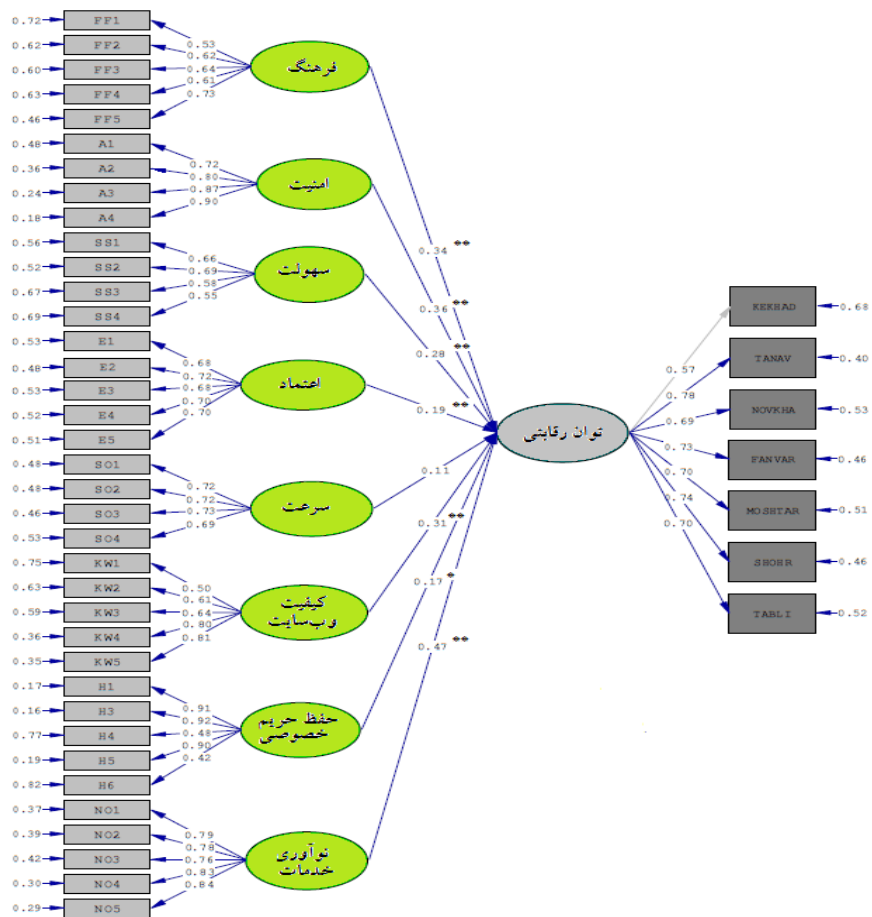 0.72 FF1
0.62 FF2
0.60 FF3
0.63 FF4
0.46 FF5
0.53
0.62
0.64
0.61
0.73
فرهنگ
0.48 A1
0.36 A2
0.24 A3
0.18 A4
0.72
0.80
0.87
0.90
امنیت
0.56 SS1
0.52 SS2
0.67 SS3
0.69 SS4
0.66
0.69
0.58
0.55
سهولت
0.53 E1
0.48 E2
0.53 E3
0.52 E4
0.51 E5
0.68
0.72
0.68
0.70
0.70
اعتماد
0.48 SO1
0.48 SO2
0.46 SO3
0.53 SO4
0.72
0.72
0.73
0.69
سرعت
0.75 KW1
0.63 KW2
0.59 KW3
0.36 KW4
0.35 KW5
0.50
0.61
0.64
0.80
0.81
کیفیت
وب‌سایت
0.17 H1
0.16 H3
0.77 H4
0.19 H5
0.82 H6
0.91
0.92
0.48
0.90
0.42
حفظ حریم
خصوصی
0.37 NO1
0.39 NO2
0.42 NO3
0.30 NO4
0.29 NO5
0.79
0.78
0.76
0.83
0.84
نوآوری
خدمات
0.34 **
0.36 **
0.28 **
0.19 **
0.11
0.31 **
0.17 *
0.47 **
توان رقابتی
0.57
0.78
0.69
0.73
0.70
0.74
0.70
KEKHAD 0.68
TANAV 0.40
NOVKHA 0.53
FANVAR 0.46
MOSHTAR 0.51
SHOHR 0.46
TABLI 0.52